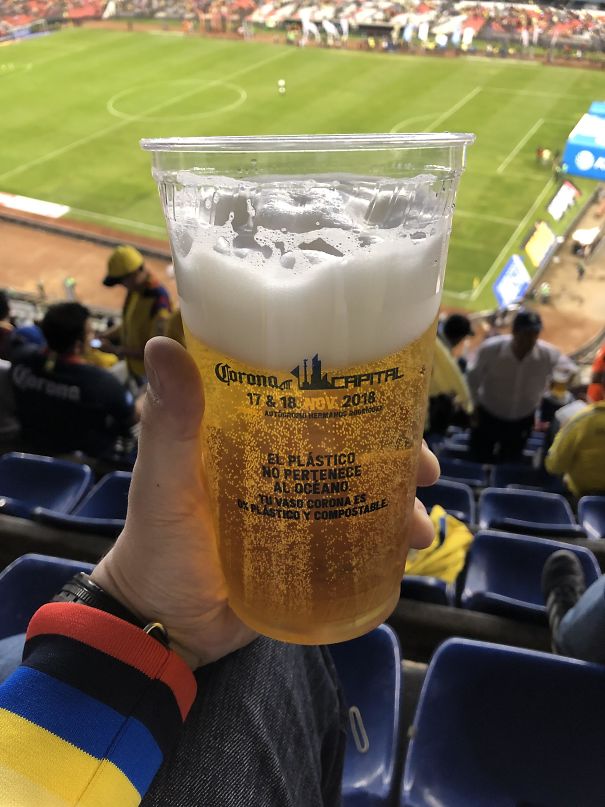 Corona CAPITAL
17 & 18 NOV. 2018
AUTÓDROMO HERMANOS RODRÍGUEZ
EL PLÁSTICO
NO PERTENECE
AL OCÉANO.
TU VASO CORONA ES
0% PLÁSTICO Y COMPOSTABLE.
Corona